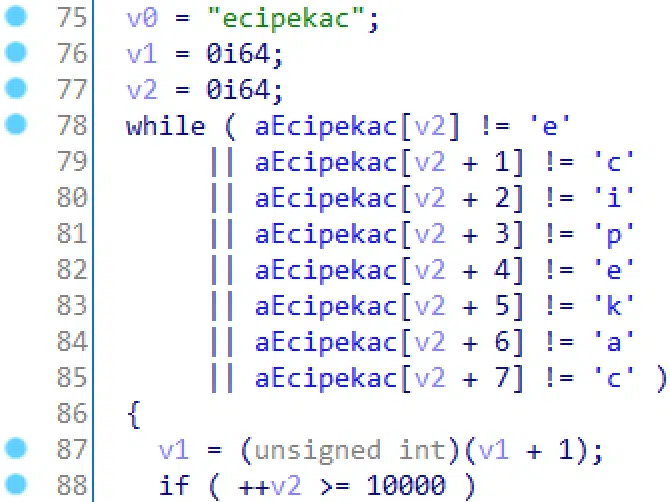 75 v0 = "ecipekac";
76 v1 = 0i64;
77 v2 = 0i64;
78 while ( aEcipekac[v2] != 'e'
79 || aEcipekac[v2 + 1] != 'c'
80 || aEcipekac[v2 + 2] != 'i'
81 || aEcipekac[v2 + 3] != 'p'
82 || aEcipekac[v2 + 4] != 'e'
83 || aEcipekac[v2 + 5] != 'k'
84 || aEcipekac[v2 + 6] != 'a'
85 || aEcipekac[v2 + 7] != 'c' )
86 {
87 v1 = (unsigned int)(v1 + 1);
88 if ( ++v2 >= 10000 )